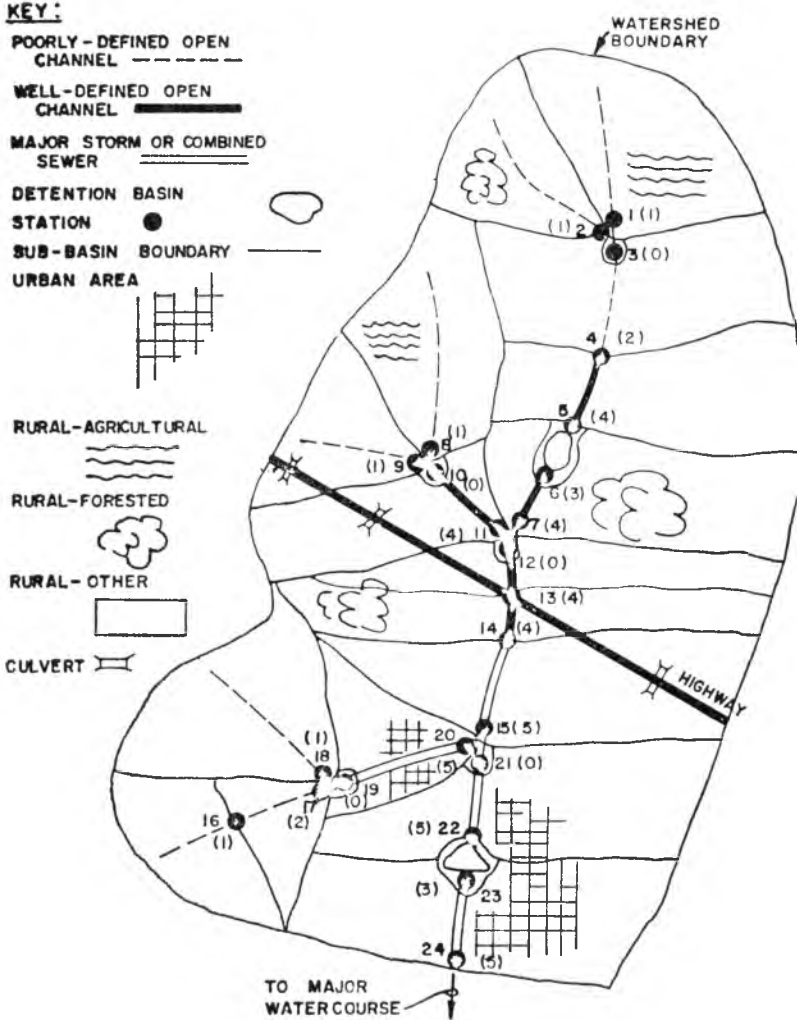 KEY:
POORLY-DEFINED OPEN
CHANNEL
WELL-DEFINED OPEN
CHANNEL
MAJOR STORM OR COMBINED
SEWER
DETENTION BASIN
STATION
SUB-BASIN BOUNDARY
URBAN AREA
RURAL-AGRICULTURAL
RURAL-FORESTED
RURAL-OTHER
CULVERT
WATERSHED
BOUNDARY
1(1)
(1) 2
3(0)
4 (2)
5 (4)
6(3)
7(4)
(1)
8
(1) 9
10
(0)
11
(4)
12(0)
13(4)
14 (4)
HIGHWAY
15(5)
20
(5)
21(0)
(1)
18
19
(0)
17
(2)
16
(1)
(5) 22
(3) 23
24 (5)
TO MAJOR
WATERCOURSE